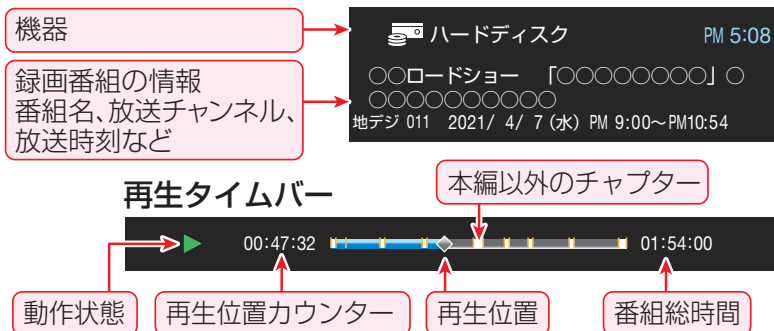 機器
ハードディスク PM 5:08
録画番組の情報
番組名、放送チャンネル、
放送時刻など
○○ロードショー 「○○○○○○○○」○
○○○○○○○○○○
地デジ 011 2021/ 4/ 7 (水) PM 9:00～PM10:54
再生タイムバー
本編以外のチャプター
00:47:32
01:54:00
動作状態
再生位置カウンター
再生位置
番組総時間